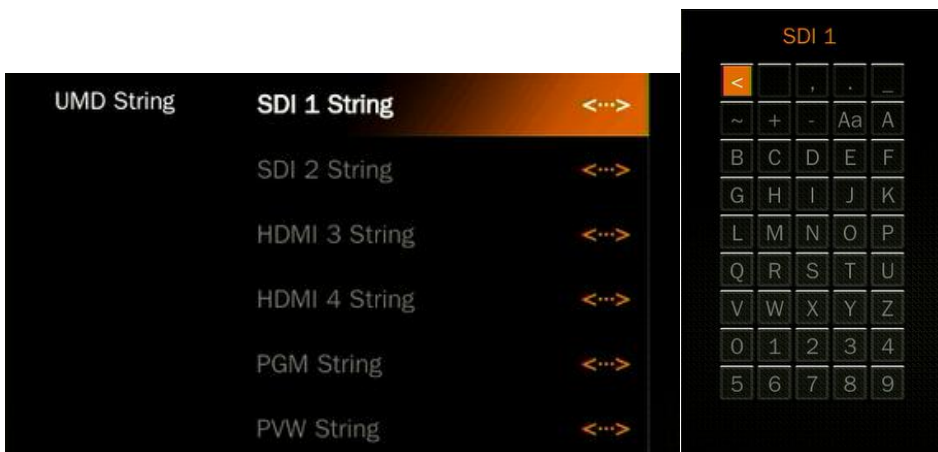 UMD String SDI 1 String <···>
SDI 2 String <···>
HDMI 3 String <···>
HDMI 4 String <···>
PGM String <···>
PVW String <···>
SDI 1
< , . _
~ + - Aa A
B C D E F
G H I J K
L M N O P
Q R S T U
V W X Y Z
0 1 2 3 4
5 6 7 8 9